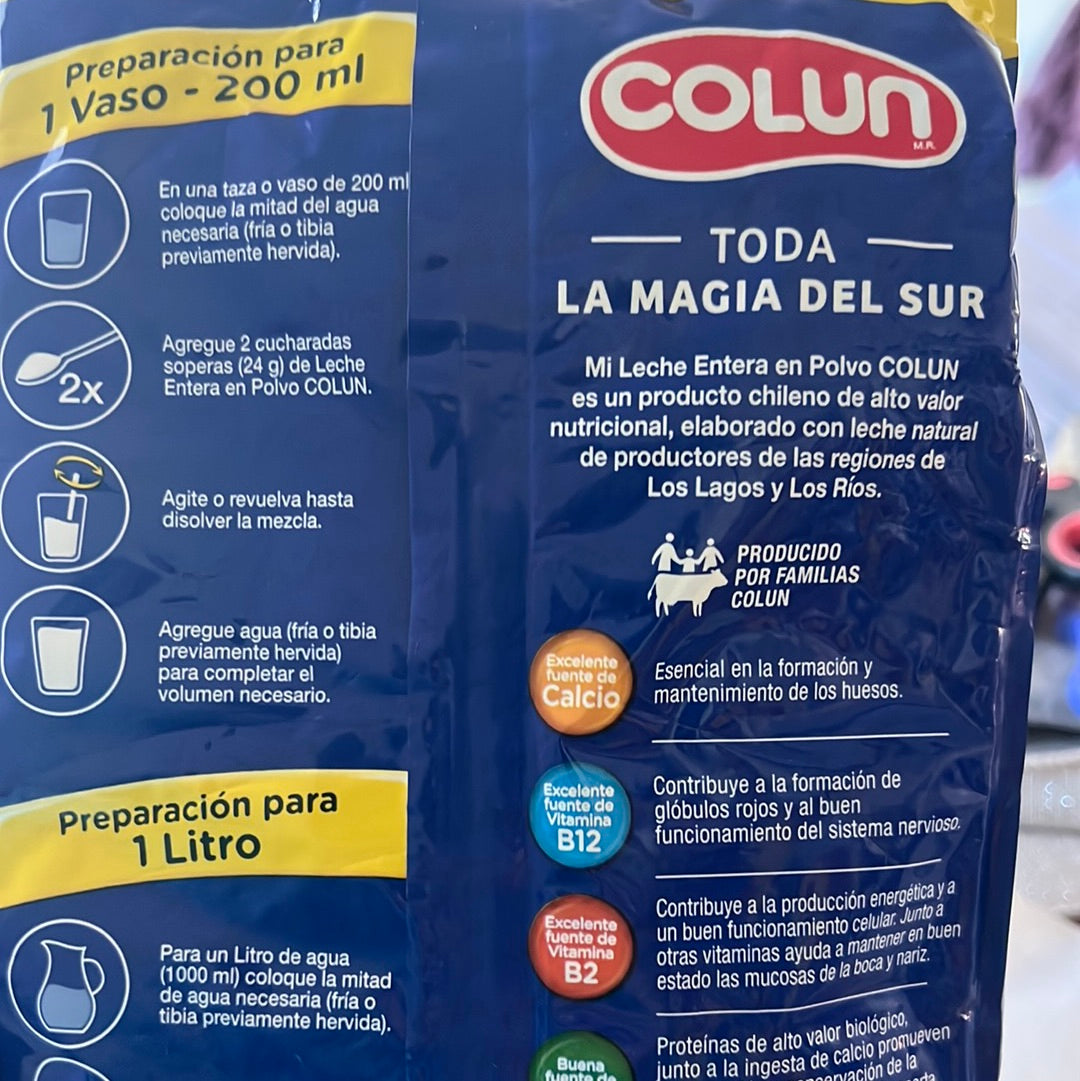 Preparación para
1 Vaso - 200 ml
En una taza o vaso de 200 ml
coloque la mitad del agua
necesaria (fría o tibia
previamente hervida).
2x
Agregue 2 cucharadas
soperas (24 g) de Leche
Entera en Polvo COLUN.
Agite o revuelva hasta
disolver la mezcla.
Agregue agua (fría o tibia
previamente hervida)
para completar el
volumen necesario.
Preparación para
1 Litro
Para un Litro de agua
(1000 ml) coloque la mitad
de agua necesaria (fría o
tibia previamente hervida).
COLUN
M.R.
TODA
LA MAGIA DEL SUR
Mi Leche Entera en Polvo COLUN
es un producto chileno de alto valor
nutricional, elaborado con leche natural
de productores de las regiones de
Los Lagos y Los Ríos.
PRODUCIDO
POR FAMILIAS
COLUN
Excelente
fuente de
Calcio
Esencial en la formación y
mantenimiento de los huesos.
Excelente
fuente de
Vitamina
B12
Contribuye a la formación de
glóbulos rojos y al buen
funcionamiento del sistema nervioso.
Excelente
fuente de
Vitamina
B2
Contribuye a la producción energética y a
un buen funcionamiento celular. Junto a
otras vitaminas ayuda a mantener en buen
estado las mucosas de la boca y nariz.
Buena
fuente de
Proteínas de alto valor biológico,
junto a la ingesta de calcio promueven
de la